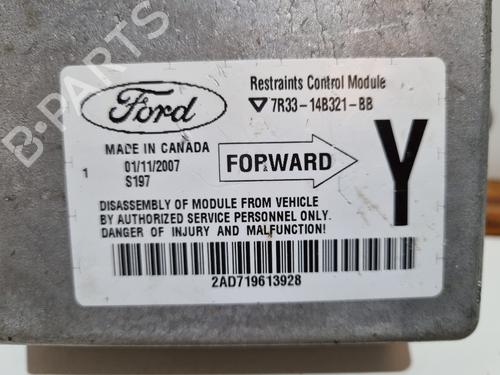 B-PARTS
Ford
Restraints Control Module
7R33-14B321-BB
MADE IN CANADA
01/11/2007
S197
1
FORWARD
Y
DISASSEMBLY OF MODULE FROM VEHICLE
BY AUTHORIZED SERVICE PERSONNEL ONLY.
DANGER OF INJURY AND MALFUNCTION!
2AD719613928